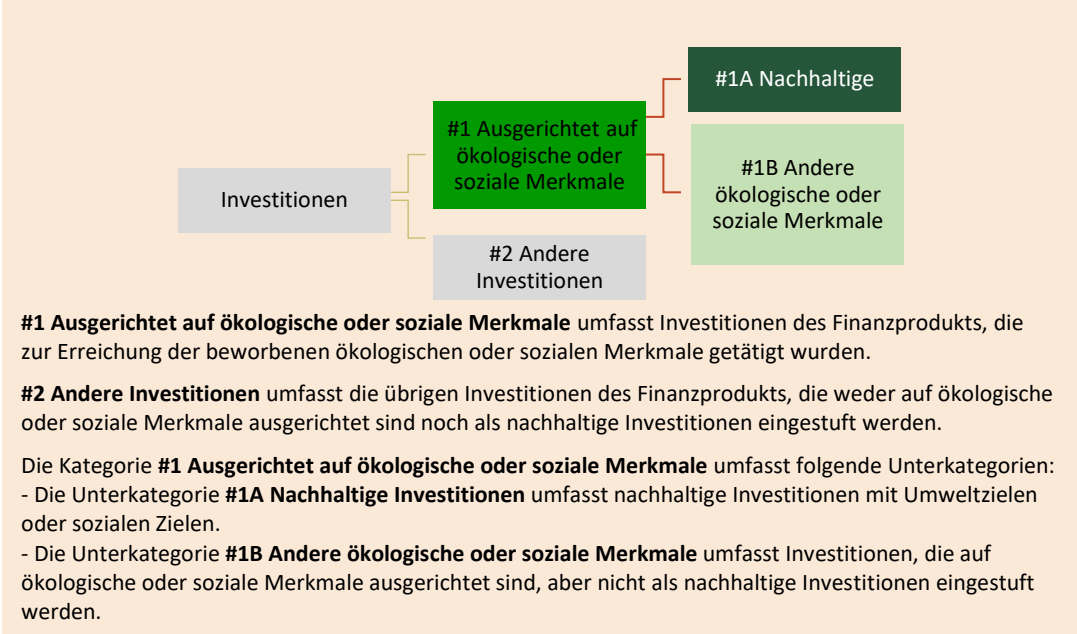 #1A Nachhaltige
#1 Ausgerichtet auf
ökologische oder
soziale Merkmale
#1B Andere
ökologische oder
soziale Merkmale
Investitionen
#2 Andere
Investitionen
#1 Ausgerichtet auf ökologische oder soziale Merkmale umfasst Investitionen des Finanzprodukts, die
zur Erreichung der beworbenen ökologischen oder sozialen Merkmale getätigt wurden.
#2 Andere Investitionen umfasst die übrigen Investitionen des Finanzprodukts, die weder auf ökologische
oder soziale Merkmale ausgerichtet sind noch als nachhaltige Investitionen eingestuft werden.
Die Kategorie #1 Ausgerichtet auf ökologische oder soziale Merkmale umfasst folgende Unterkategorien:
- Die Unterkategorie #1A Nachhaltige Investitionen umfasst nachhaltige Investitionen mit Umweltzielen
oder sozialen Zielen.
- Die Unterkategorie #1B Andere ökologische oder soziale Merkmale umfasst Investitionen, die auf
ökologische oder soziale Merkmale ausgerichtet sind, aber nicht als nachhaltige Investitionen eingestuft
werden.